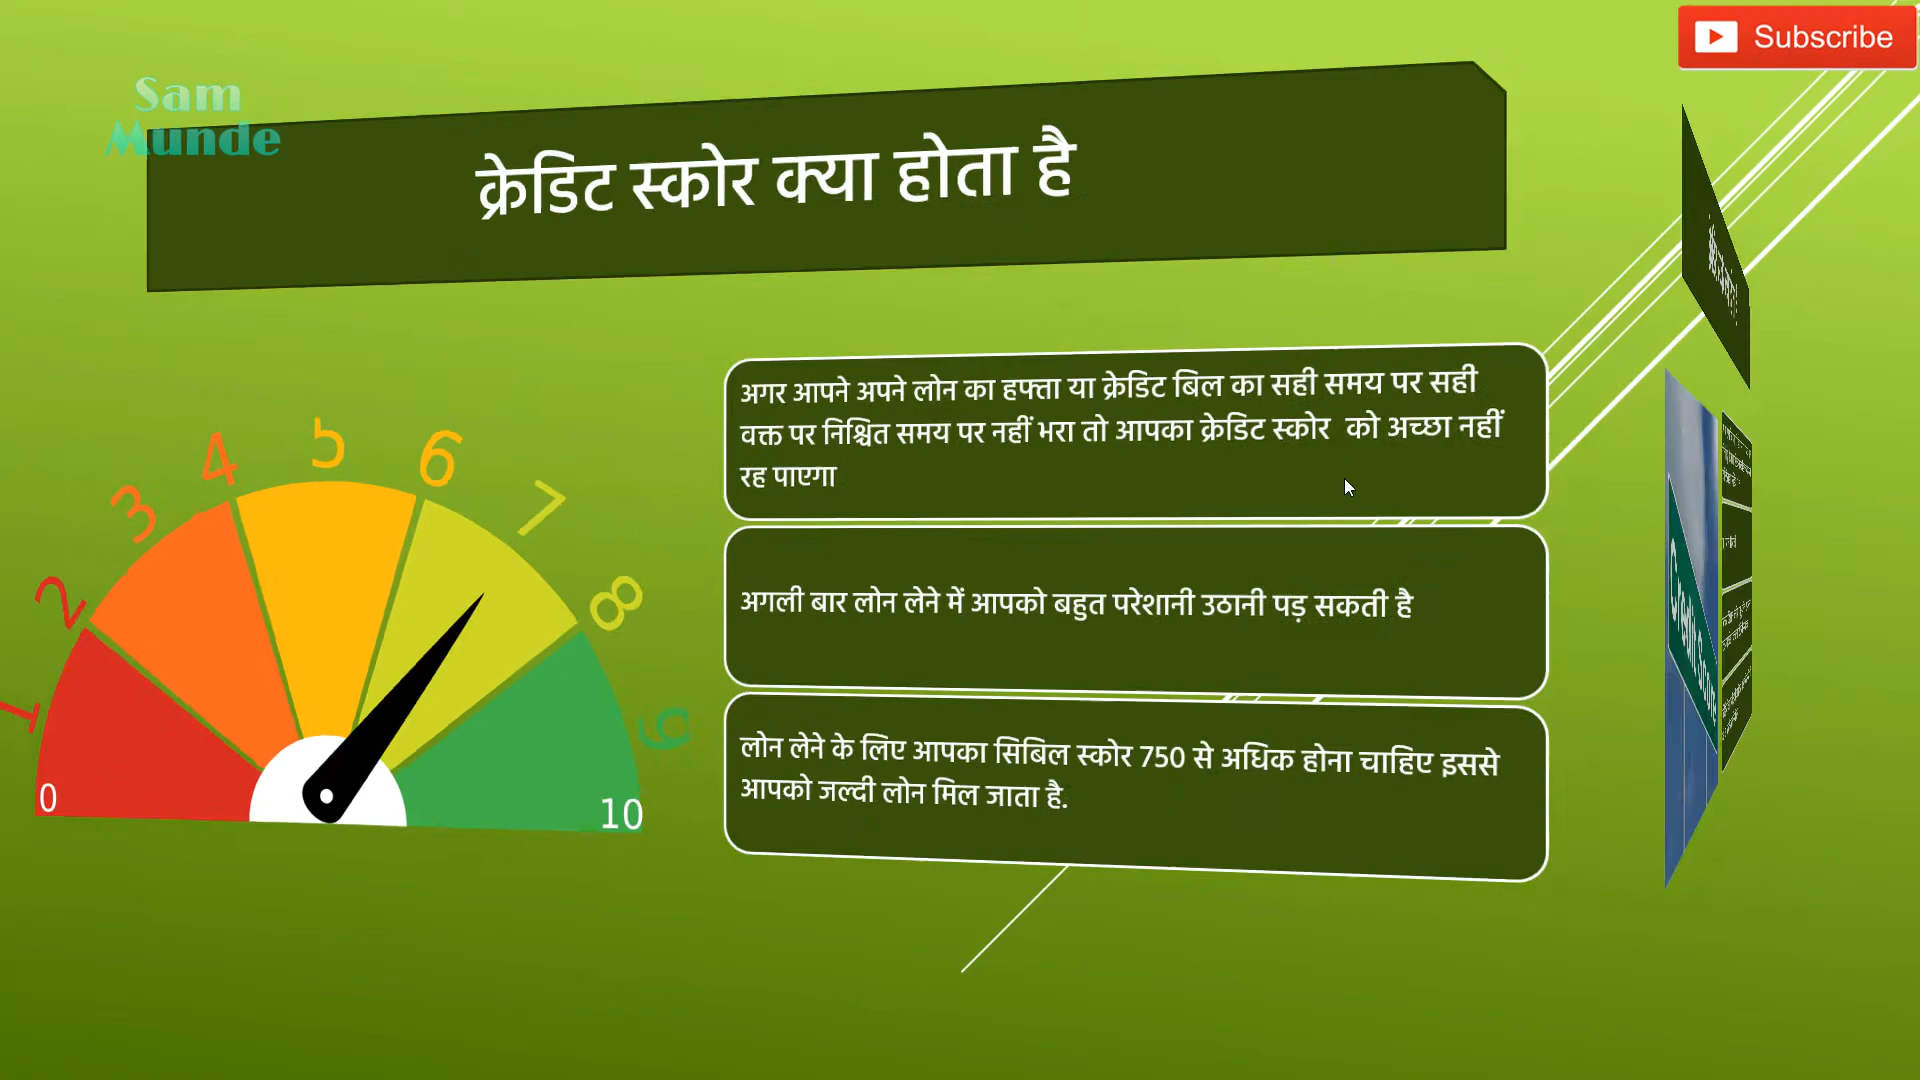 Subscribe
Sam
Munde
क्रेडिट स्कोर क्या होता है
अगर आपने अपने लोन का हफ्ता या क्रेडिट बिल का सही समय पर सही
वक्त पर निश्चित समय पर नहीं भरा तो आपका क्रेडिट स्कोर को अच्छा नहीं
रह पाएगा
अगली बार लोन लेने में आपको बहुत परेशानी उठानी पड़ सकती है
लोन लेने के लिए आपका सिबिल स्कोर 750 से अधिक होना चाहिए इससे
आपको जल्दी लोन मिल जाता है.
0
1
2
3
4
5
6
7
8
9
10
Credit Score